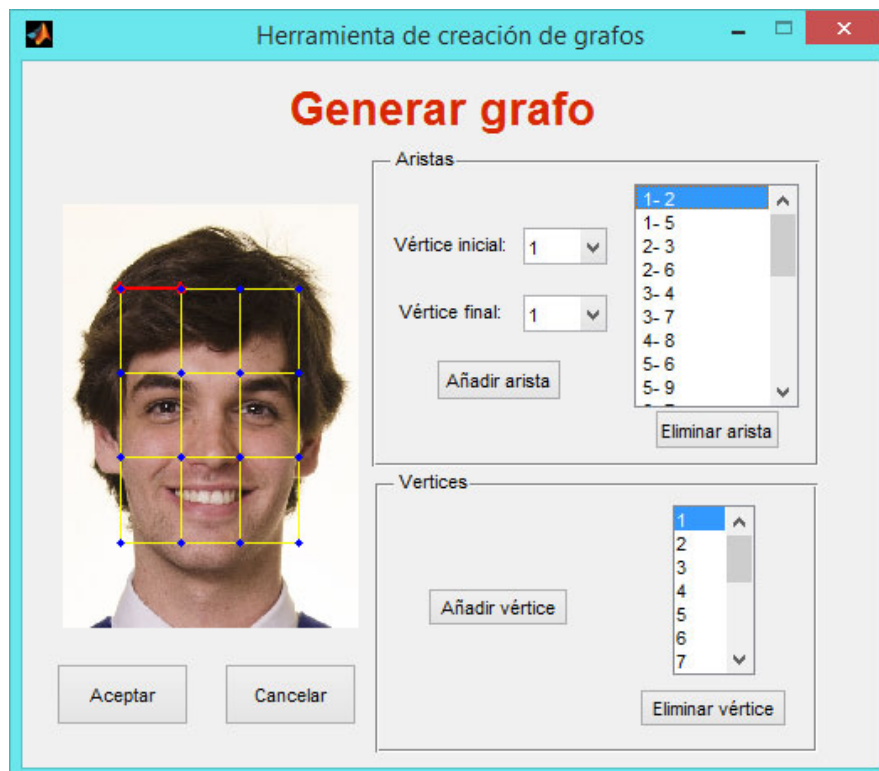 Herramienta de creación de grafos
Generar grafo
Aristas
Vértice inicial:
1
Vértice final:
1
Añadir arista
1- 2
1- 5
2- 3
2- 6
3- 4
3- 7
4- 8
5- 6
5- 9
Eliminar arista
Vertices
Añadir vértice
1
2
3
4
5
6
7
Eliminar vértice
Aceptar
Cancelar